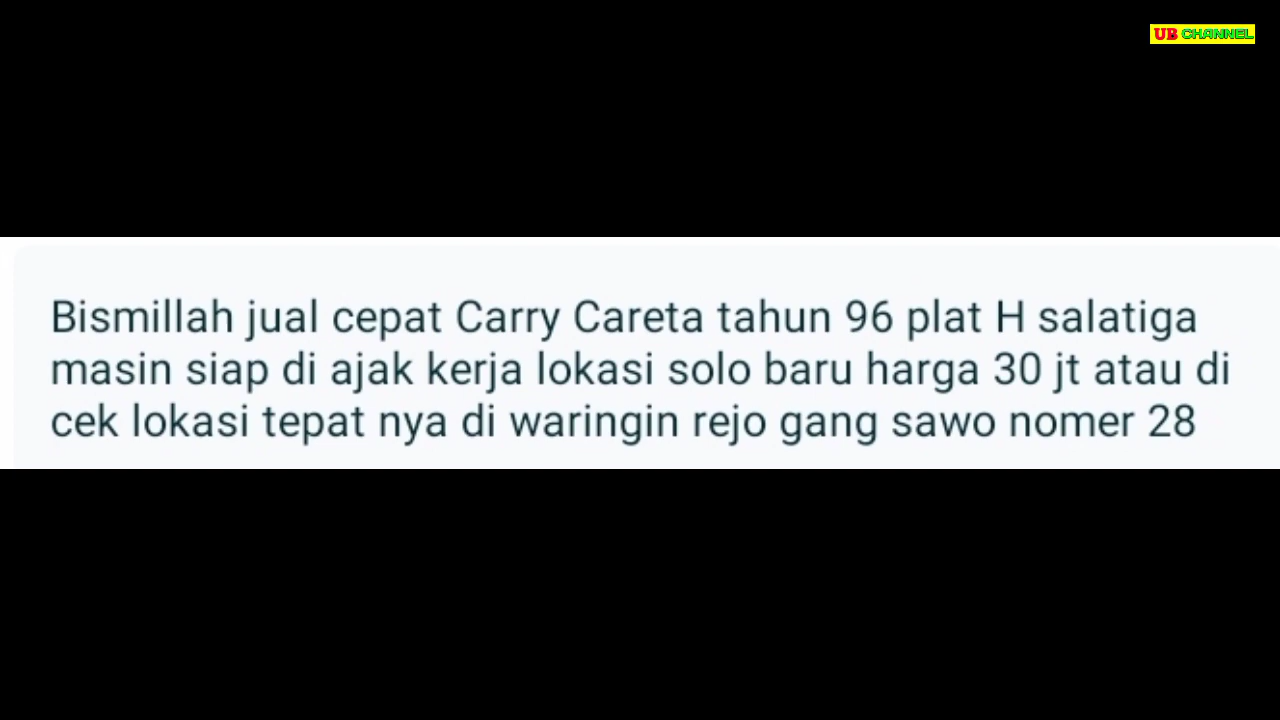 UB CHANNEL
Bismillah jual cepat Carry Careta tahun 96 plat H salatiga
masin siap di ajak kerja lokasi solo baru harga 30 jt atau di
cek lokasi tepat nya di waringin rejo gang sawo nomer 28